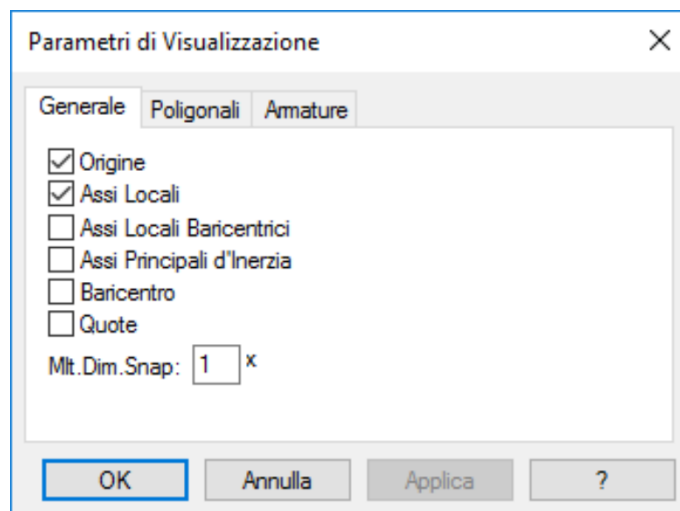 Parametri di Visualizzazione
Generale Poligonali Armature
Origine
Assi Locali
Assi Locali Baricentrici
Assi Principali d'Inerzia
Baricentro
Quote
Mlt.Dim.Snap: 1 x
OK Annulla Applica ?